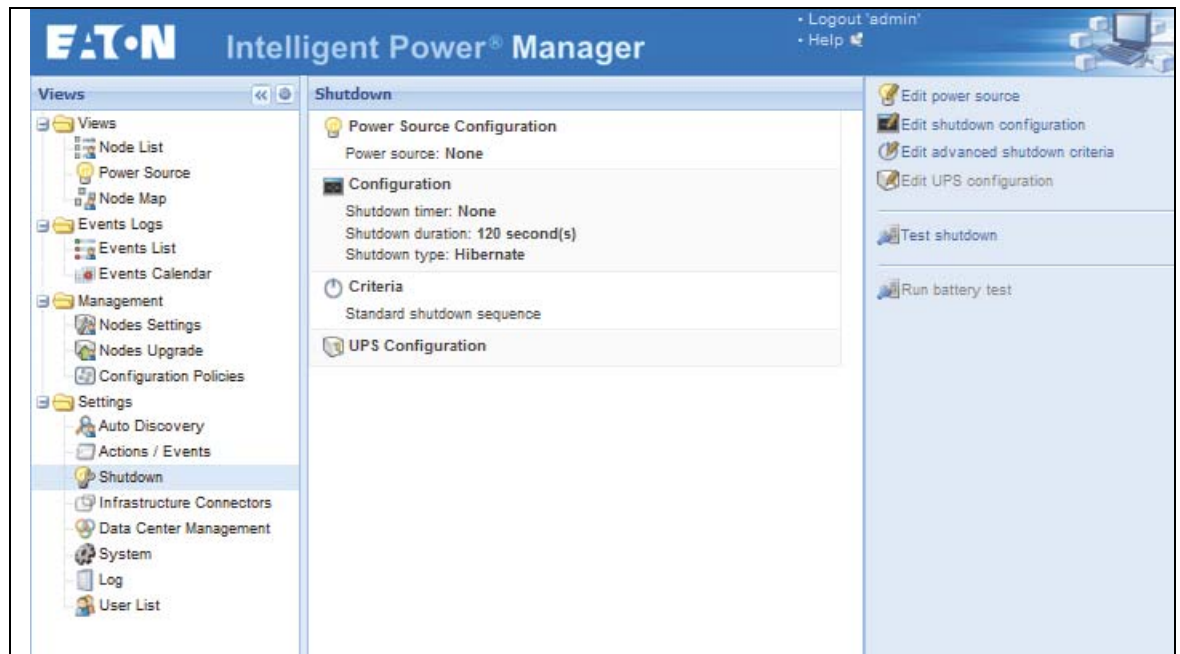 EATON Intelligent Power® Manager
• Logout 'admin'
• Help
Views
Views
Node List
Power Source
Node Map
Events Logs
Events List
Events Calendar
Management
Nodes Settings
Nodes Upgrade
Configuration Policies
Settings
Auto Discovery
Actions / Events
Shutdown
Infrastructure Connectors
Data Center Management
System
Log
User List
Shutdown
Power Source Configuration
Power source: None
Configuration
Shutdown timer: None
Shutdown duration: 120 second(s)
Shutdown type: Hibernate
Criteria
Standard shutdown sequence
UPS Configuration
Edit power source
Edit shutdown configuration
Edit advanced shutdown criteria
Edit UPS configuration
Test shutdown
Run battery test